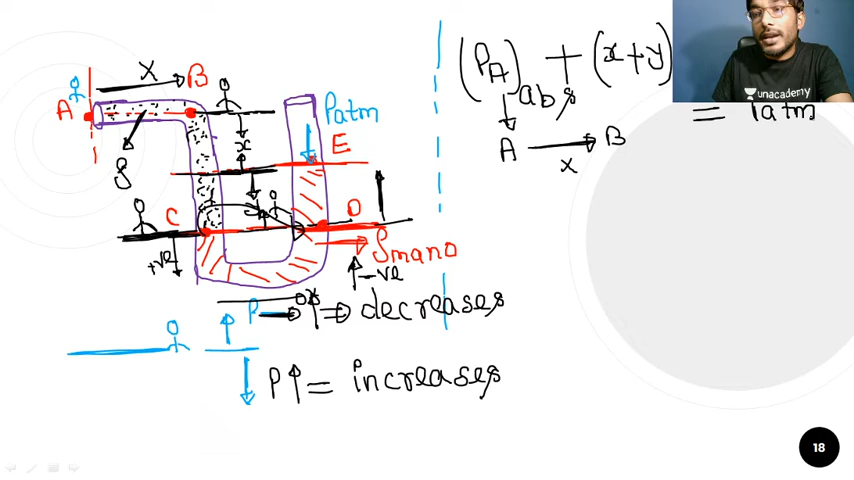 X B
A
Patm
E
x
ρ
C D
y
ρmano
+ve
-ve
P ⇒ decreases
P↑ = increases
(PA)abs + (x+y)
= 1atm
A → B
x
unacademy
18